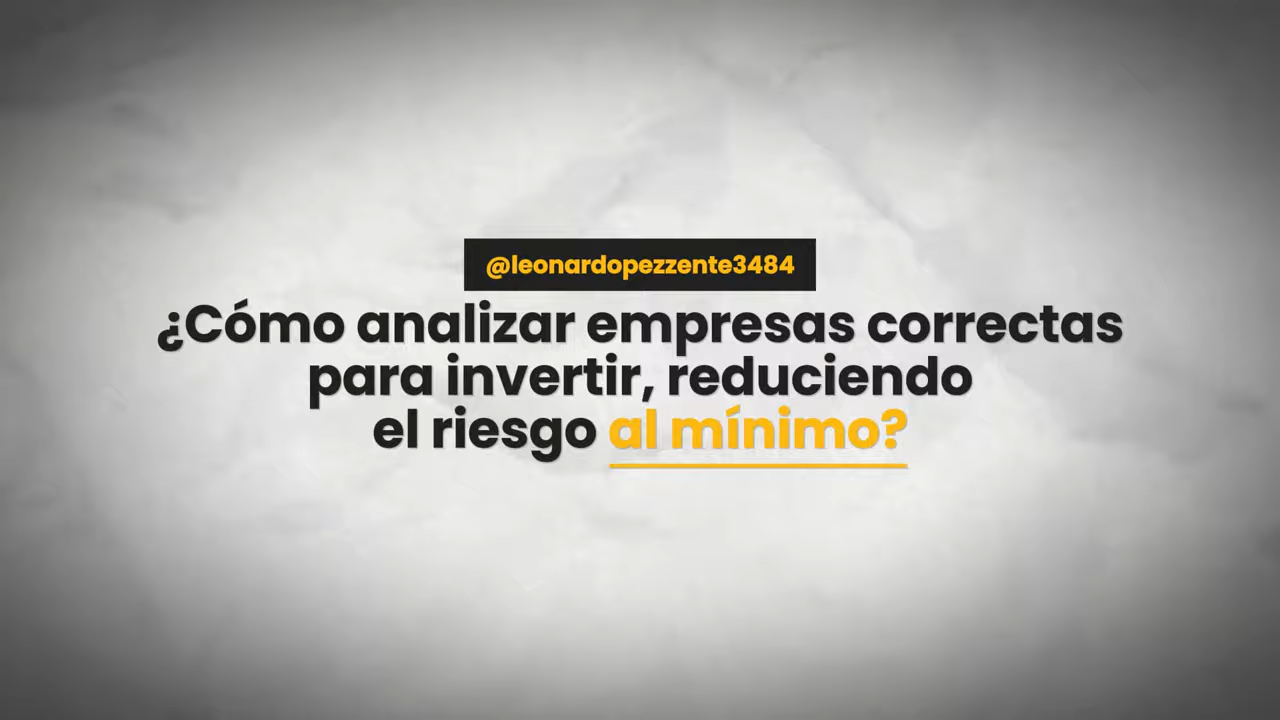 @leonardopezzente3484
¿Cómo analizar empresas correctas
para invertir, reduciendo
el riesgo al mínimo?